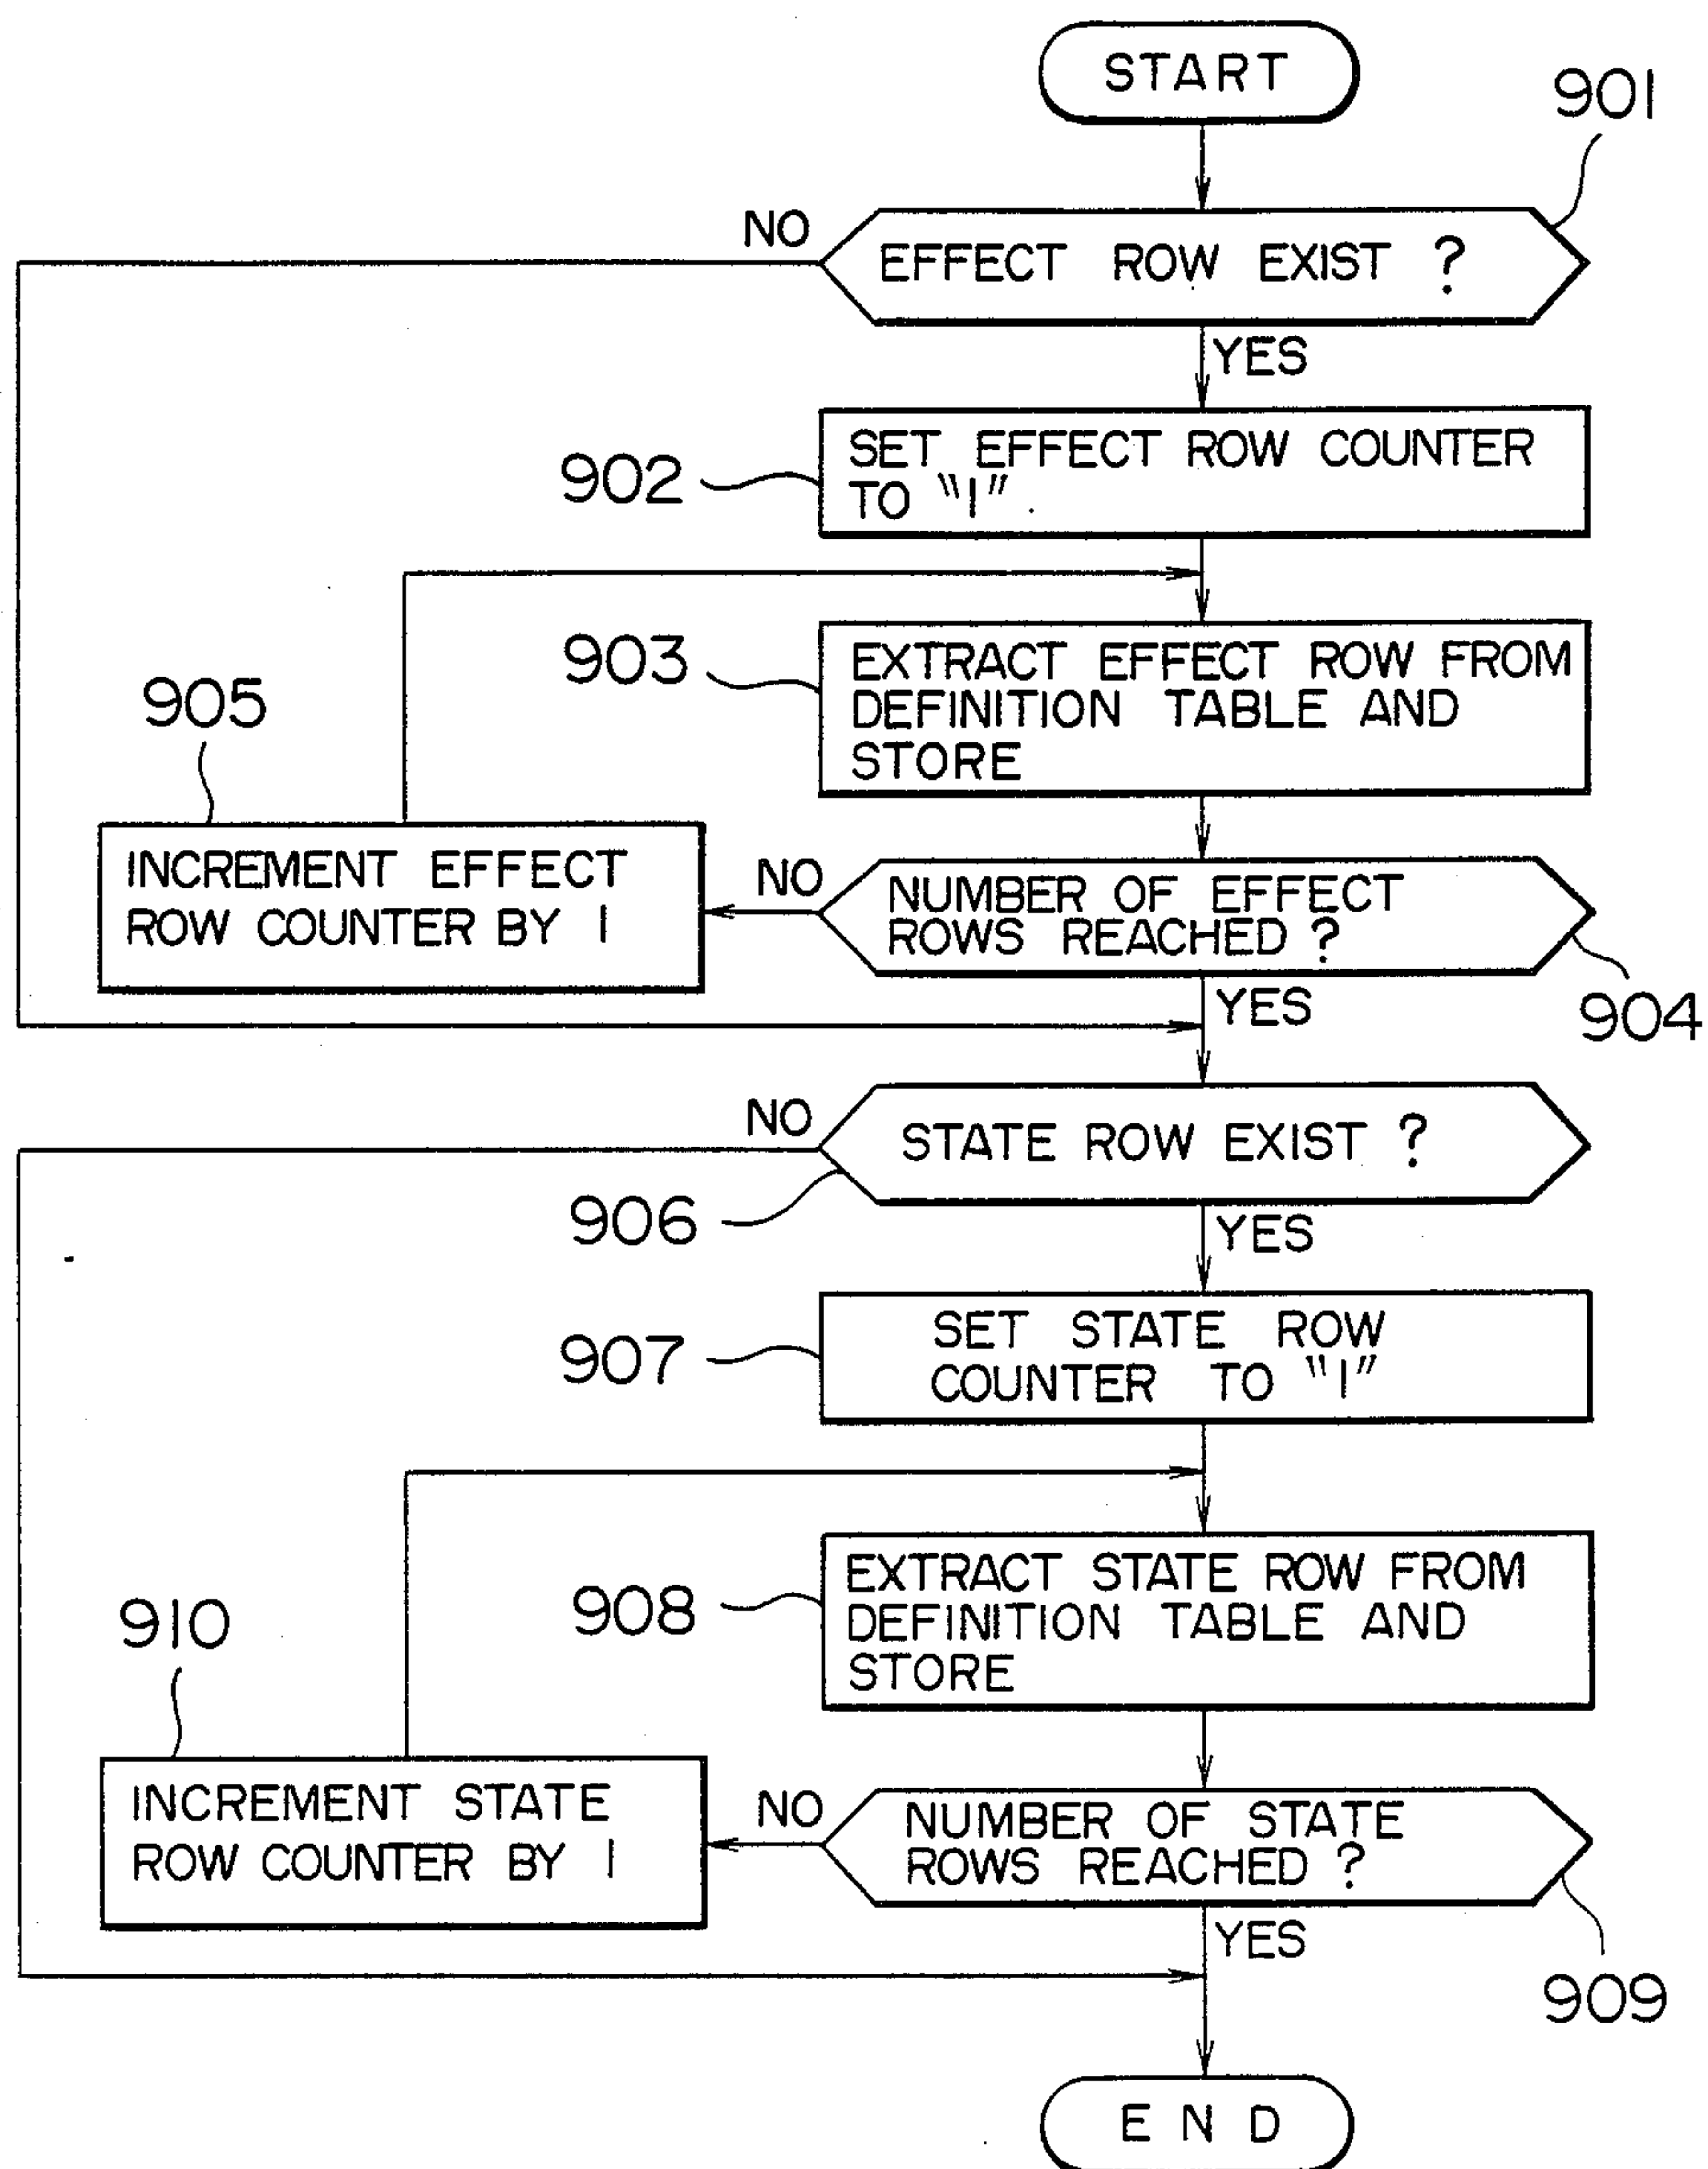 START
901
NO
EFFECT ROW EXIST ?
YES
902
SET EFFECT ROW COUNTER
TO "1"
903
EXTRACT EFFECT ROW FROM
DEFINITION TABLE AND
STORE
905
INCREMENT EFFECT
ROW COUNTER BY 1
NO
NUMBER OF EFFECT
ROWS REACHED ?
904
YES
NO
STATE ROW EXIST ?
906
YES
907
SET STATE ROW
COUNTER TO "1"
908
EXTRACT STATE ROW FROM
DEFINITION TABLE AND
STORE
910
INCREMENT STATE
ROW COUNTER BY 1
NO
NUMBER OF STATE
ROWS REACHED ?
909
YES
END